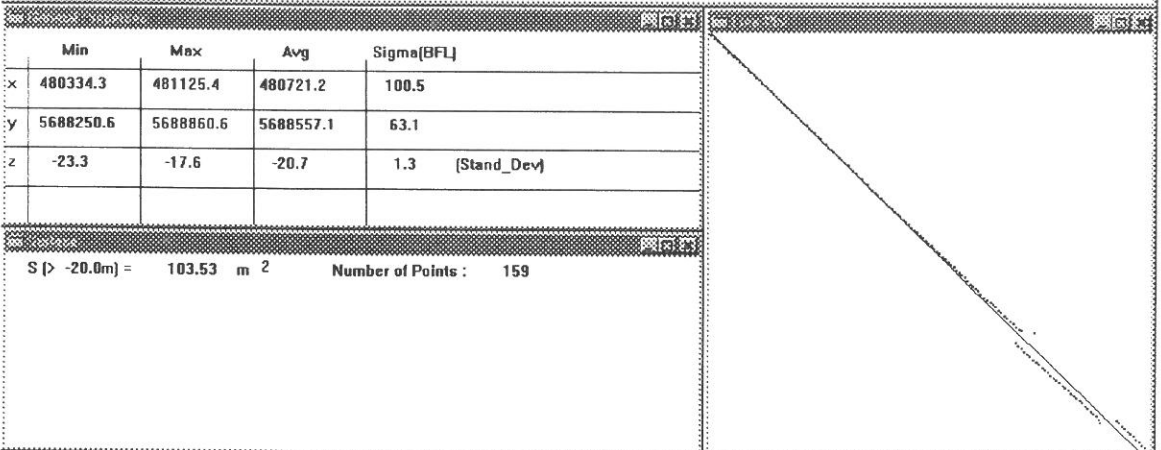 Min Max Avg Sigma(BFL)
x 480334.3 481125.4 480721.2 100.5
y 5688250.6 5688860.6 5688557.1 63.1
z -23.3 -17.6 -20.7 1.3 (Stand_Dev)
S (> -20.0m) = 103.53 m 2 Number of Points : 159